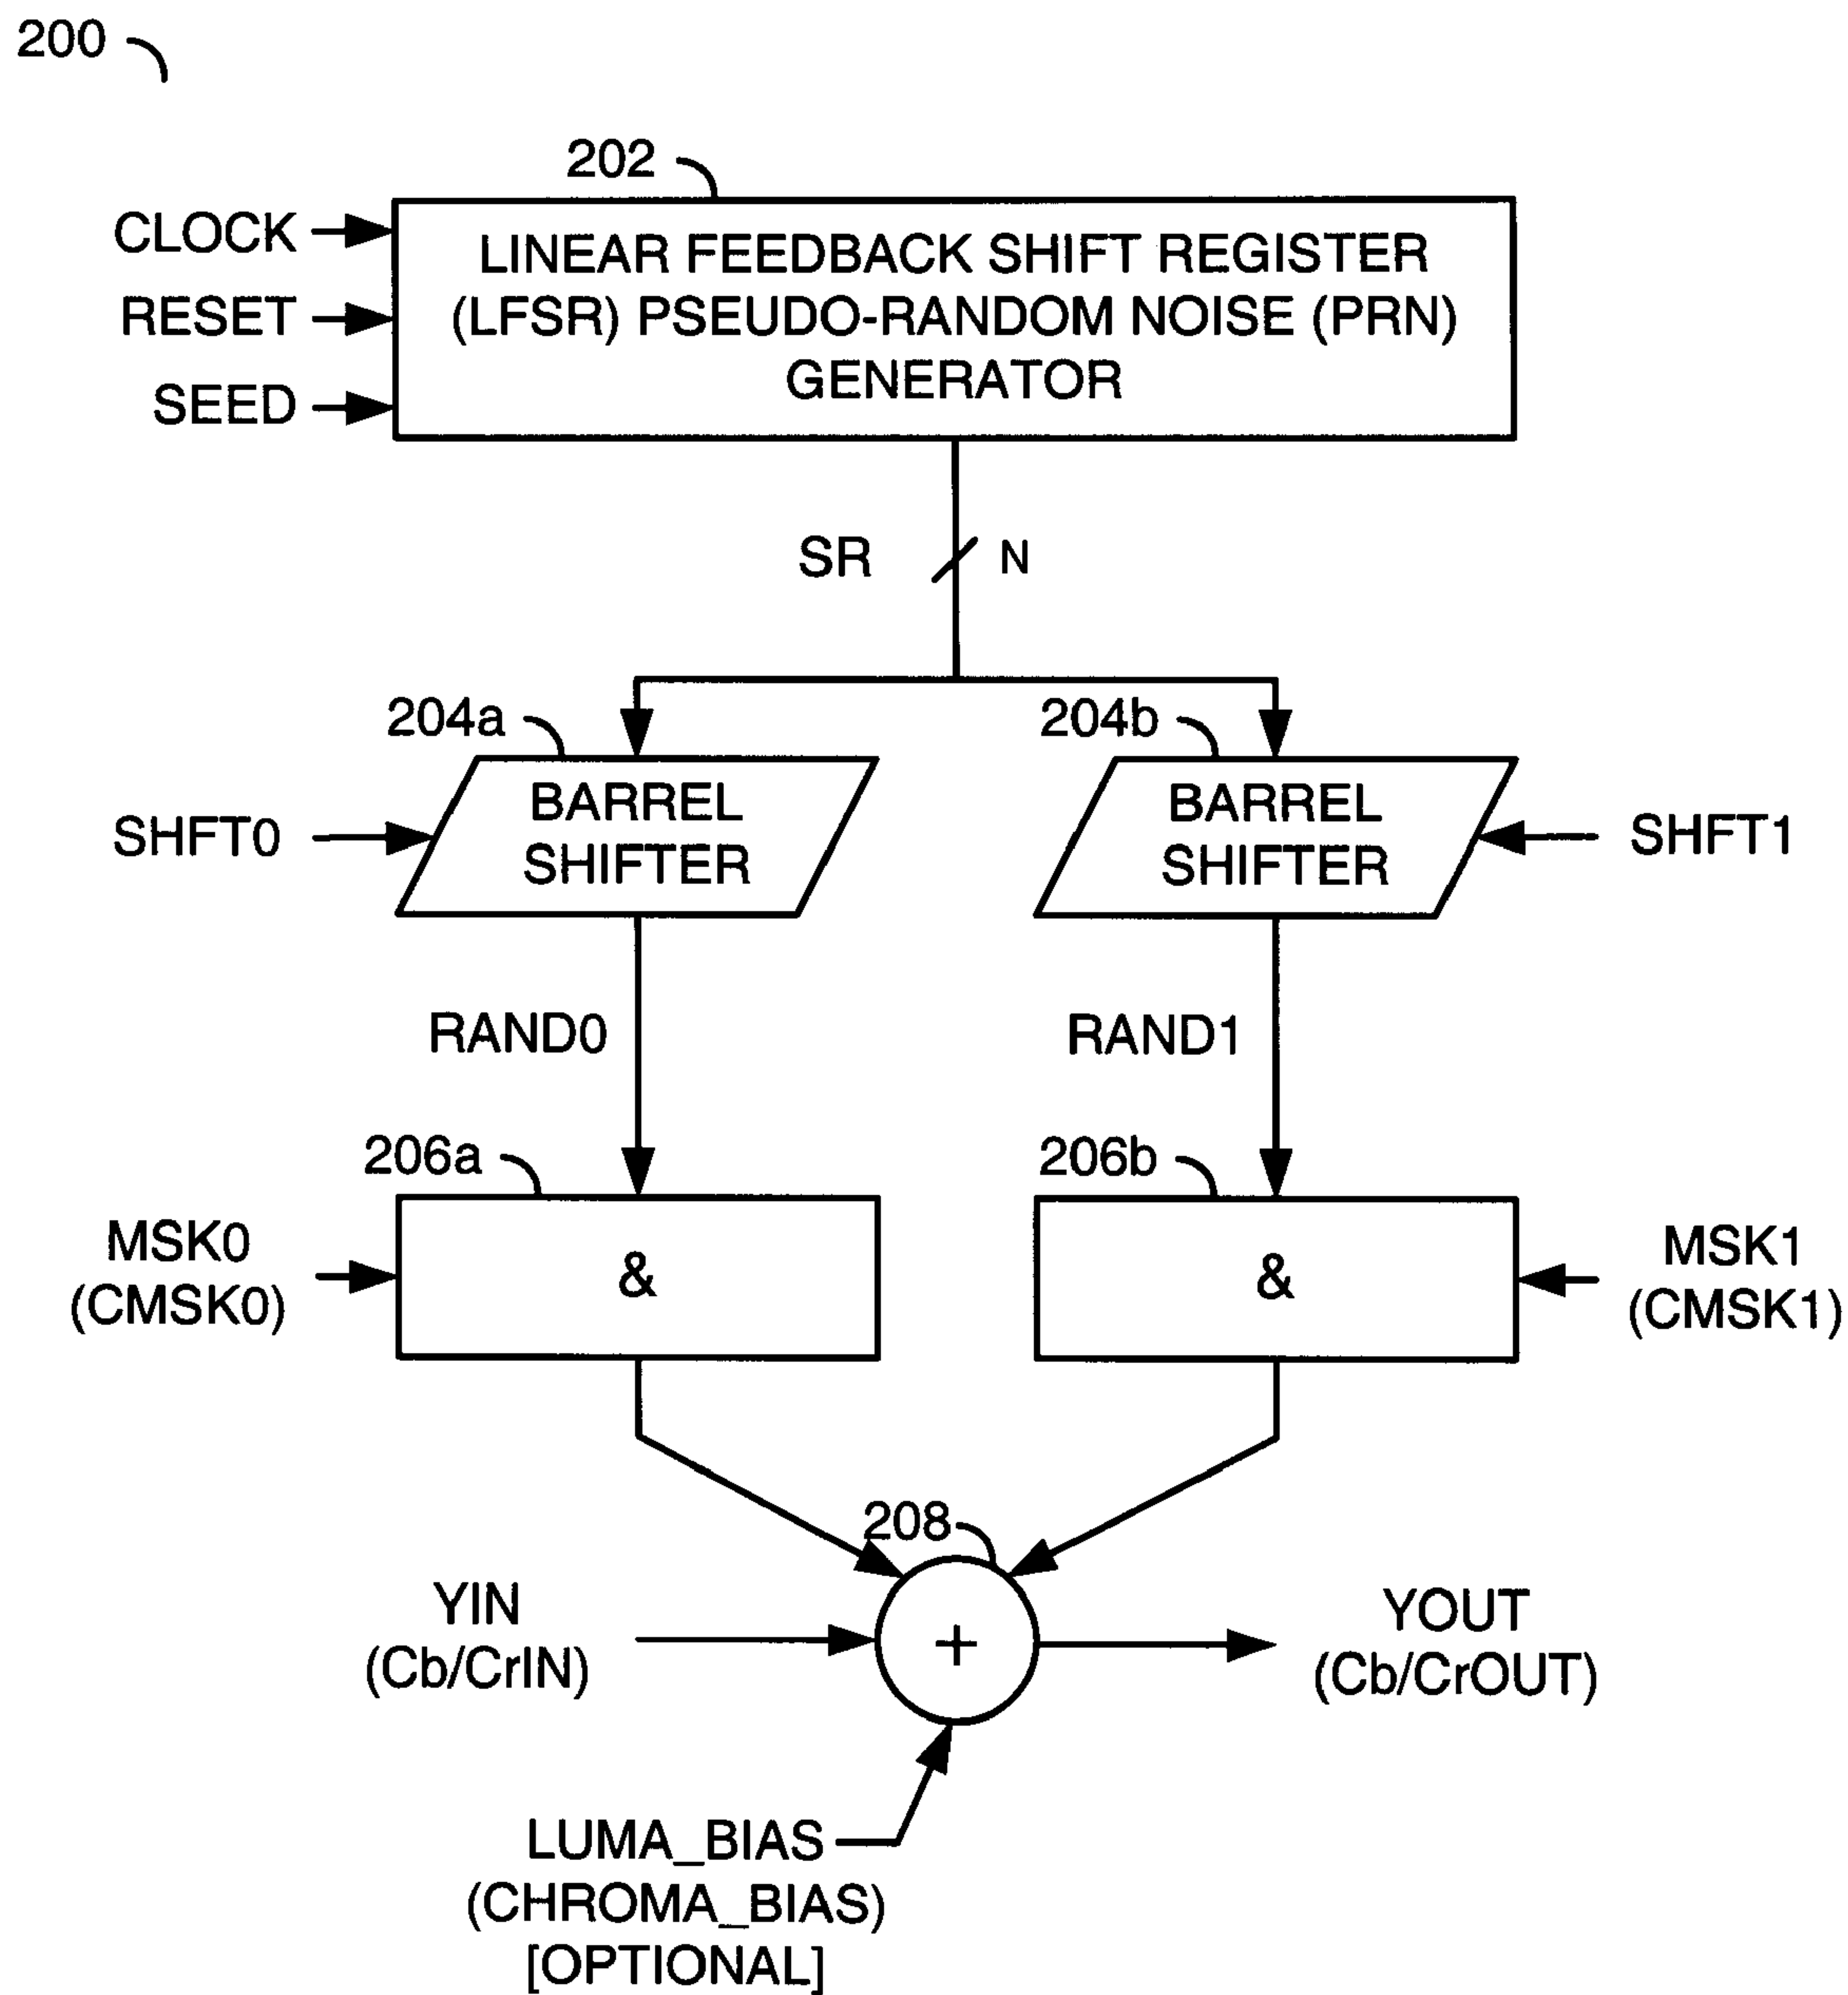 200
202
CLOCK
RESET
SEED
LINEAR FEEDBACK SHIFT REGISTER
(LFSR) PSEUDO-RANDOM NOISE (PRN)
GENERATOR
SR
N
204a
204b
SHFT0
BARREL
SHIFTER
BARREL
SHIFTER
SHFT1
RAND0
RAND1
206a
206b
MSK0
(CMSK0)
&
&
MSK1
(CMSK1)
208
YIN
(Cb/CrIN)
+
YOUT
(Cb/CrOUT)
LUMA_BIAS
(CHROMA_BIAS)
[OPTIONAL]